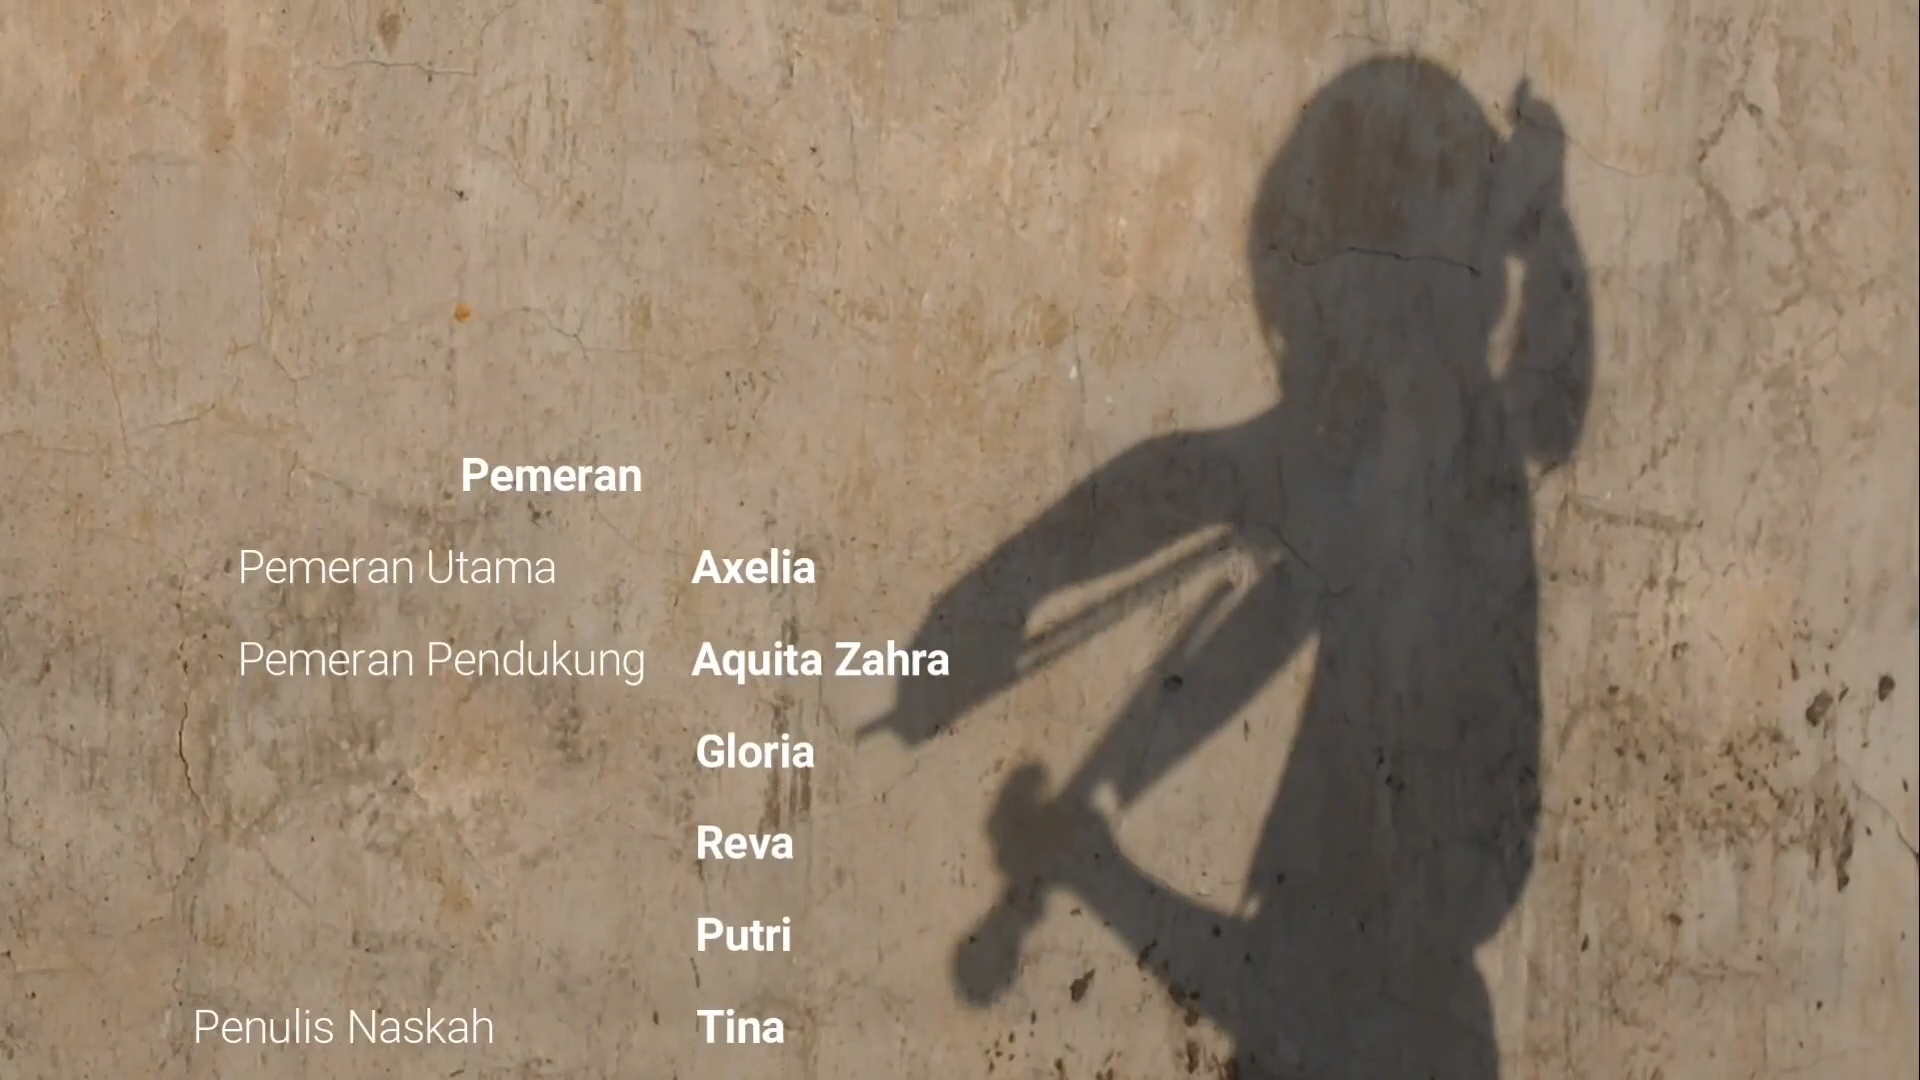 Pemeran
Pemeran Utama Axelia
Pemeran Pendukung Aquita Zahra
Gloria
Reva
Putri
Penulis Naskah Tina